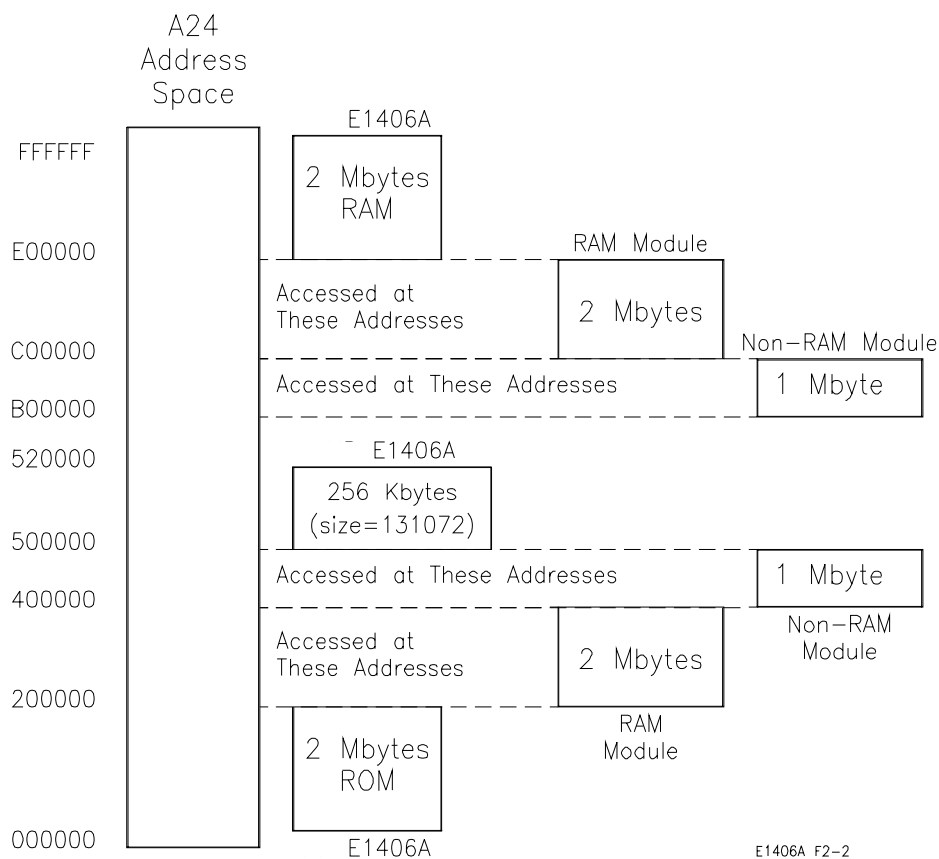 A24
Address
Space
E1406A
FFFFFF
2 Mbytes
RAM
E00000
RAM Module
Accessed at
These Addresses
2 Mbytes
C00000
Non-RAM Module
Accessed at These Addresses
1 Mbyte
B00000
520000
E1406A
256 Kbytes
(size=131072)
500000
Accessed at These Addresses
1 Mbyte
400000
Non-RAM
Module
Accessed at
These Addresses
2 Mbytes
200000
RAM
Module
2 Mbytes
ROM
000000
E1406A
E1406A F2-2